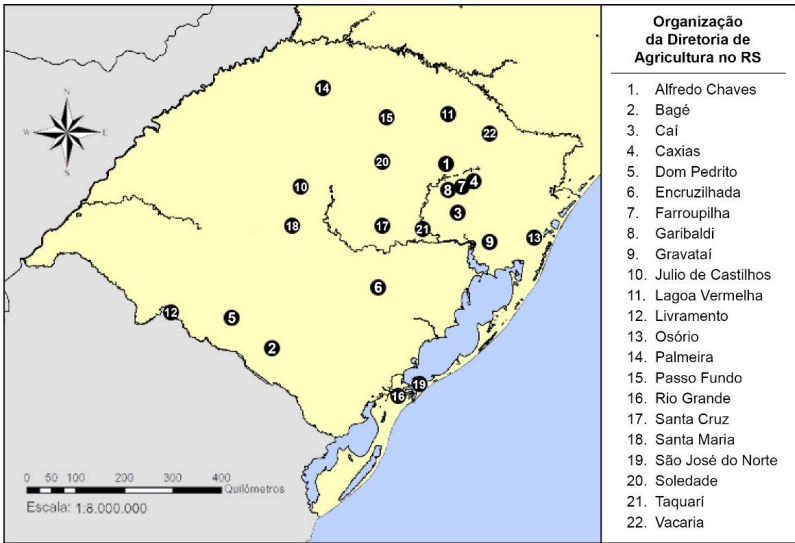 Organização
da Diretoria de
Agricultura no RS
1. Alfredo Chaves
2. Bagé
3. Caí
4. Caxias
5. Dom Pedrito
6. Encruzilhada
7. Farroupilha
8. Garibaldi
9. Gravataí
10. Julio de Castilhos
11. Lagoa Vermelha
12. Livramento
13. Osório
14. Palmeira
15. Passo Fundo
16. Rio Grande
17. Santa Cruz
18. Santa Maria
19. São José do Norte
20. Soledade
21. Taquarí
22. Vacaria
N
W E
S
14
15
11
22
20
1
10
8 7 4
3
18
17
21
13
9
6
12
5
2
19
16
0 50 100 200 300 400
Quilômetros
Escala: 1:8.000.000